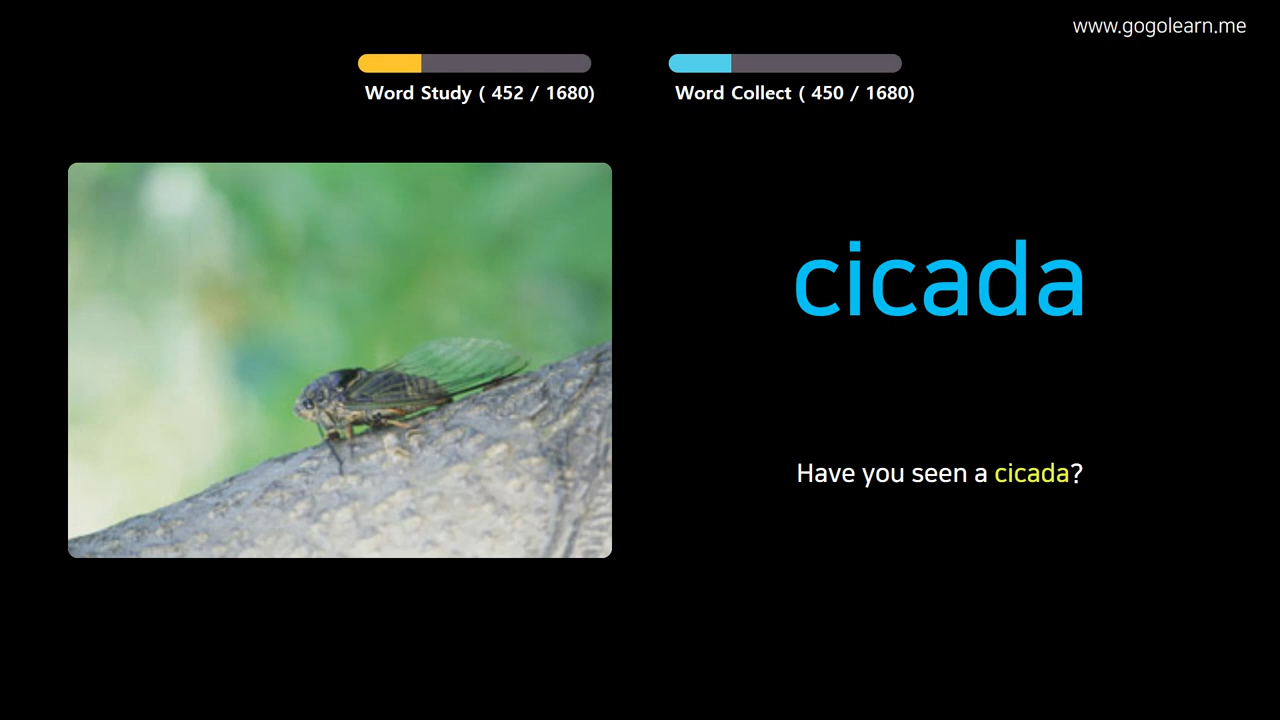 www.gogolearn.me
Word Study ( 452 / 1680)
Word Collect ( 450 / 1680)
cicada
Have you seen a cicada?